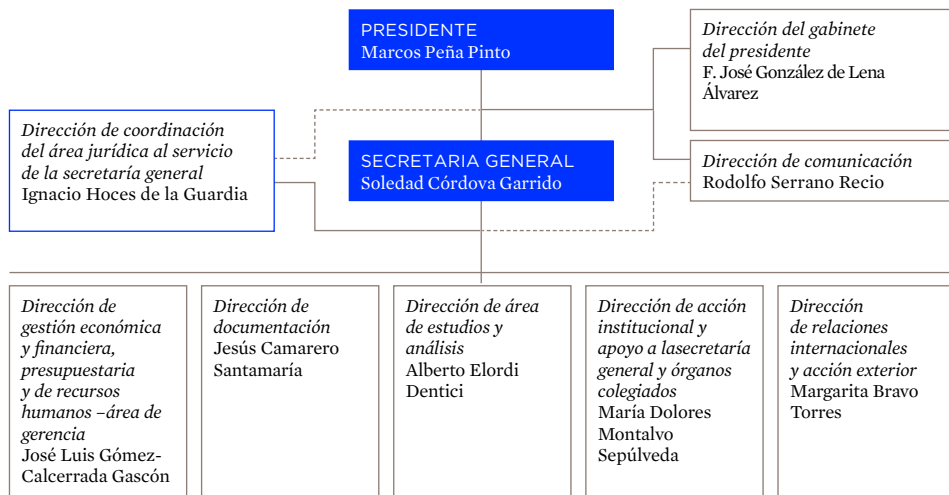 PRESIDENTE
Marcos Peña Pinto
Dirección del gabinete
del presidente
F. José González de Lena
Álvarez
Dirección de coordinación
del área jurídica al servicio
de la secretaría general
Ignacio Hoces de la Guardia
SECRETARIA GENERAL
Soledad Córdova Garrido
Dirección de comunicación
Rodolfo Serrano Recio
Dirección de
gestión económica
y financiera,
presupuestaria
y de recursos
humanos –área de
gerencia
José Luis Gómez-
Calcerrada Gascón
Dirección de
documentación
Jesús Camarero
Santamaría
Dirección de área
de estudios y
análisis
Alberto Elordi
Dentici
Dirección de acción
institucional y
apoyo a lasecretaría
general y órganos
colegiados
María Dolores
Montalvo
Sepúlveda
Dirección
de relaciones
internacionales
y acción exterior
Margarita Bravo
Torres